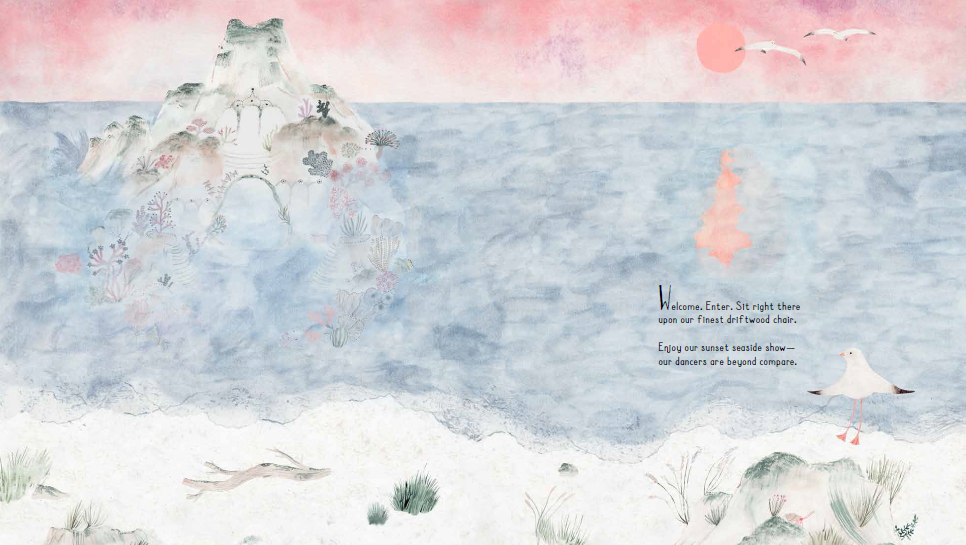 Welcome. Enter. Sit right there
upon our finest driftwood chair.
Enjoy our sunset seaside show—
our dancers are beyond compare.